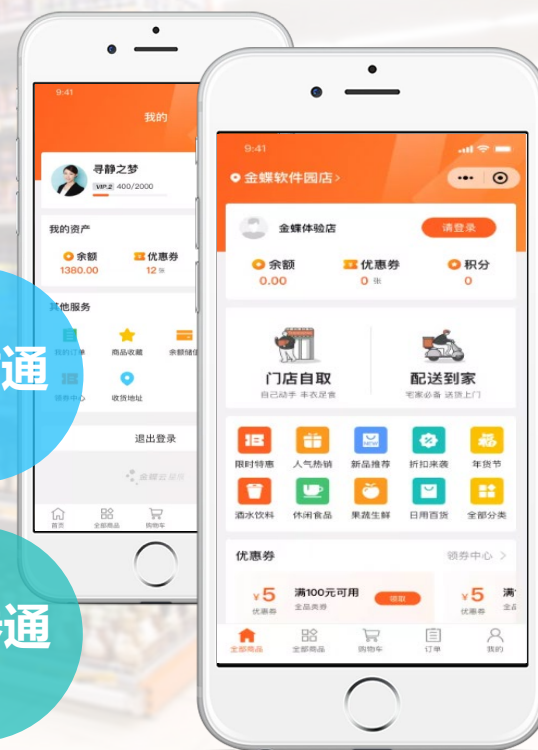 9:41
我的
寻静之梦
VIP.2 400/2000
我的资产
余额
优惠券
1380.00
12 张
其他服务
我的订单
商品收藏
余额储值
领券中心
收货地址
退出登录
金蝶云星辰
首页
全部商品
购物车
通
通
9:41
金蝶软件园店>
金蝶体验店
请登录
余额
优惠券
积分
0.00
0 张
0
门店自取
配送到家
自己动手 丰衣足食
宅家必备 送货上门
限时特惠
人气热销
新品推荐
折扣来袭
年货节
酒水饮料
休闲食品
果蔬生鲜
日用百货
全部分类
优惠券
领券中心 >
¥5
满100元可用
优惠券
全品类券
领取
¥5
满
优惠券
全品
全部商品
全部商品
购物车
订单
我的